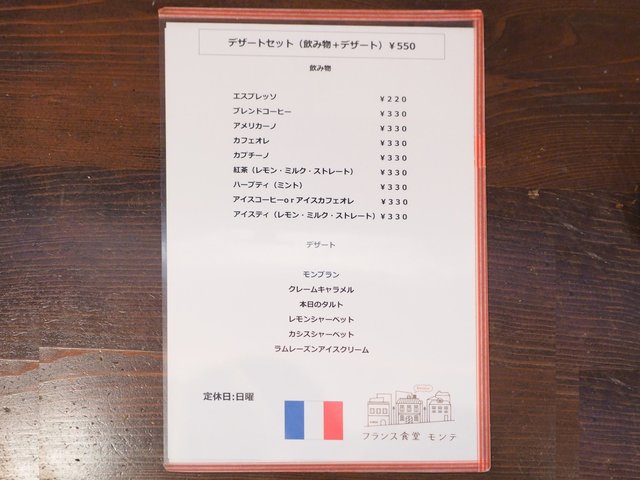 デザートセット（飲み物＋デザート）￥550
飲み物
エスプレッソ ￥220
ブレンドコーヒー ￥330
アメリカーノ ￥330
カフェオレ ￥330
カプチーノ ￥330
紅茶（レモン・ミルク・ストレート） ￥330
ハーブティ（ミント） ￥330
アイスコーヒーorアイスカフェオレ ￥330
アイスティ（レモン・ミルク・ストレート） ￥330
デザート
モンブラン
クレームキャラメル
本日のタルト
レモンシャーベット
カシスシャーベット
ラムレーズンアイスクリーム
定休日:日曜
フランス食堂 モンテ